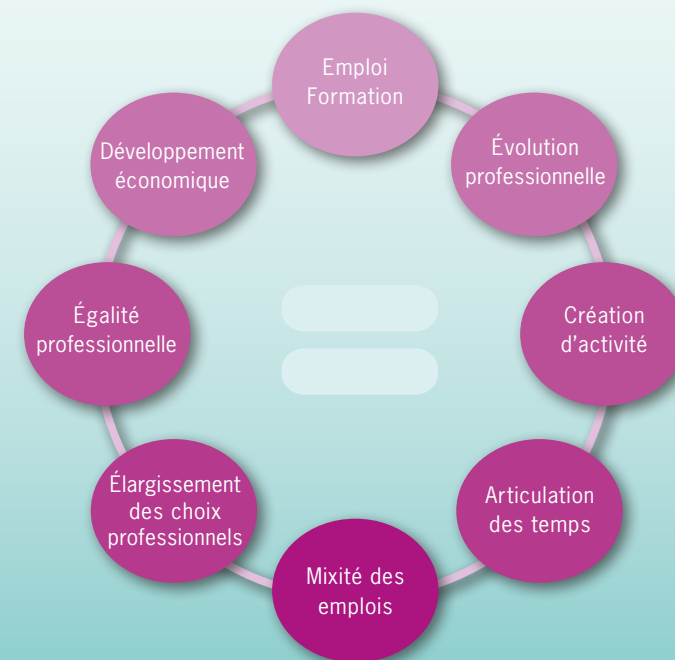 Emploi
Formation
Évolution
professionnelle
Création
d'activité
Articulation
des temps
Mixité des
emplois
Élargissement
des choix
professionnels
Égalité
professionnelle
Développement
économique